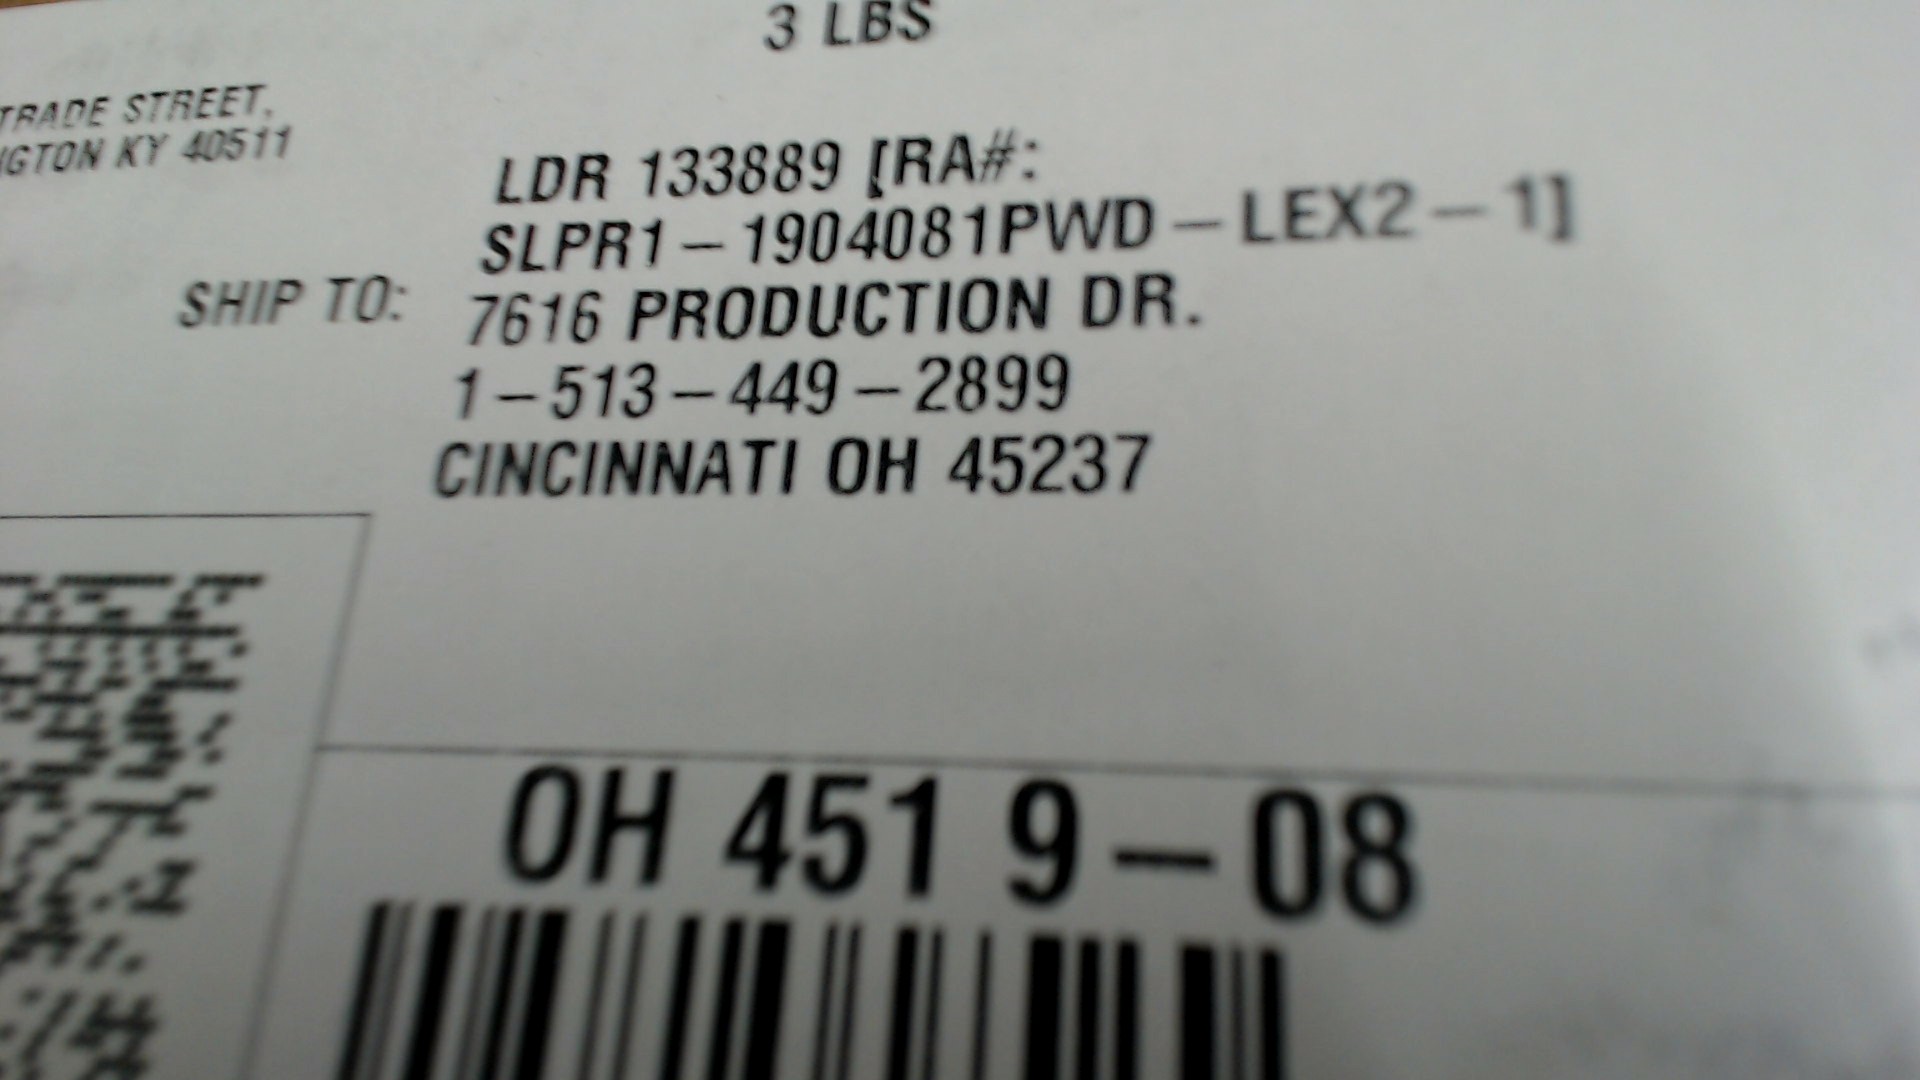 3 LBS
TRADE STREET,
KY 40511
LDR 133889 [RA#:
SLPR1-1904081PWD-LEX2-1]
SHIP TO:
7616 PRODUCTION DR.
1-513-449-2899
CINCINNATI OH 45237
OH 451 9-08